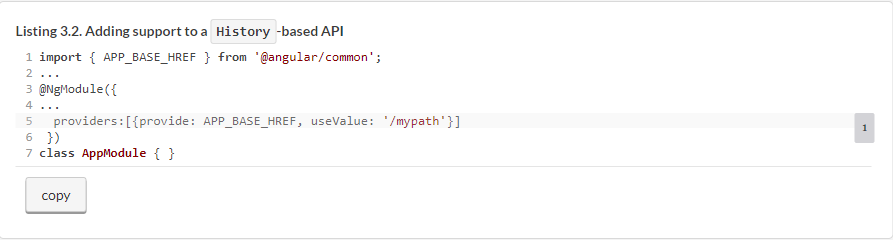 Listing 3.2. Adding support to a History -based API
1 import { APP_BASE_HREF } from '@angular/common';
2 ...
3 @NgModule({
4 ...
5   providers:[{provide: APP_BASE_HREF, useValue: '/mypath'}] 1
6  })
7 class AppModule { }
copy